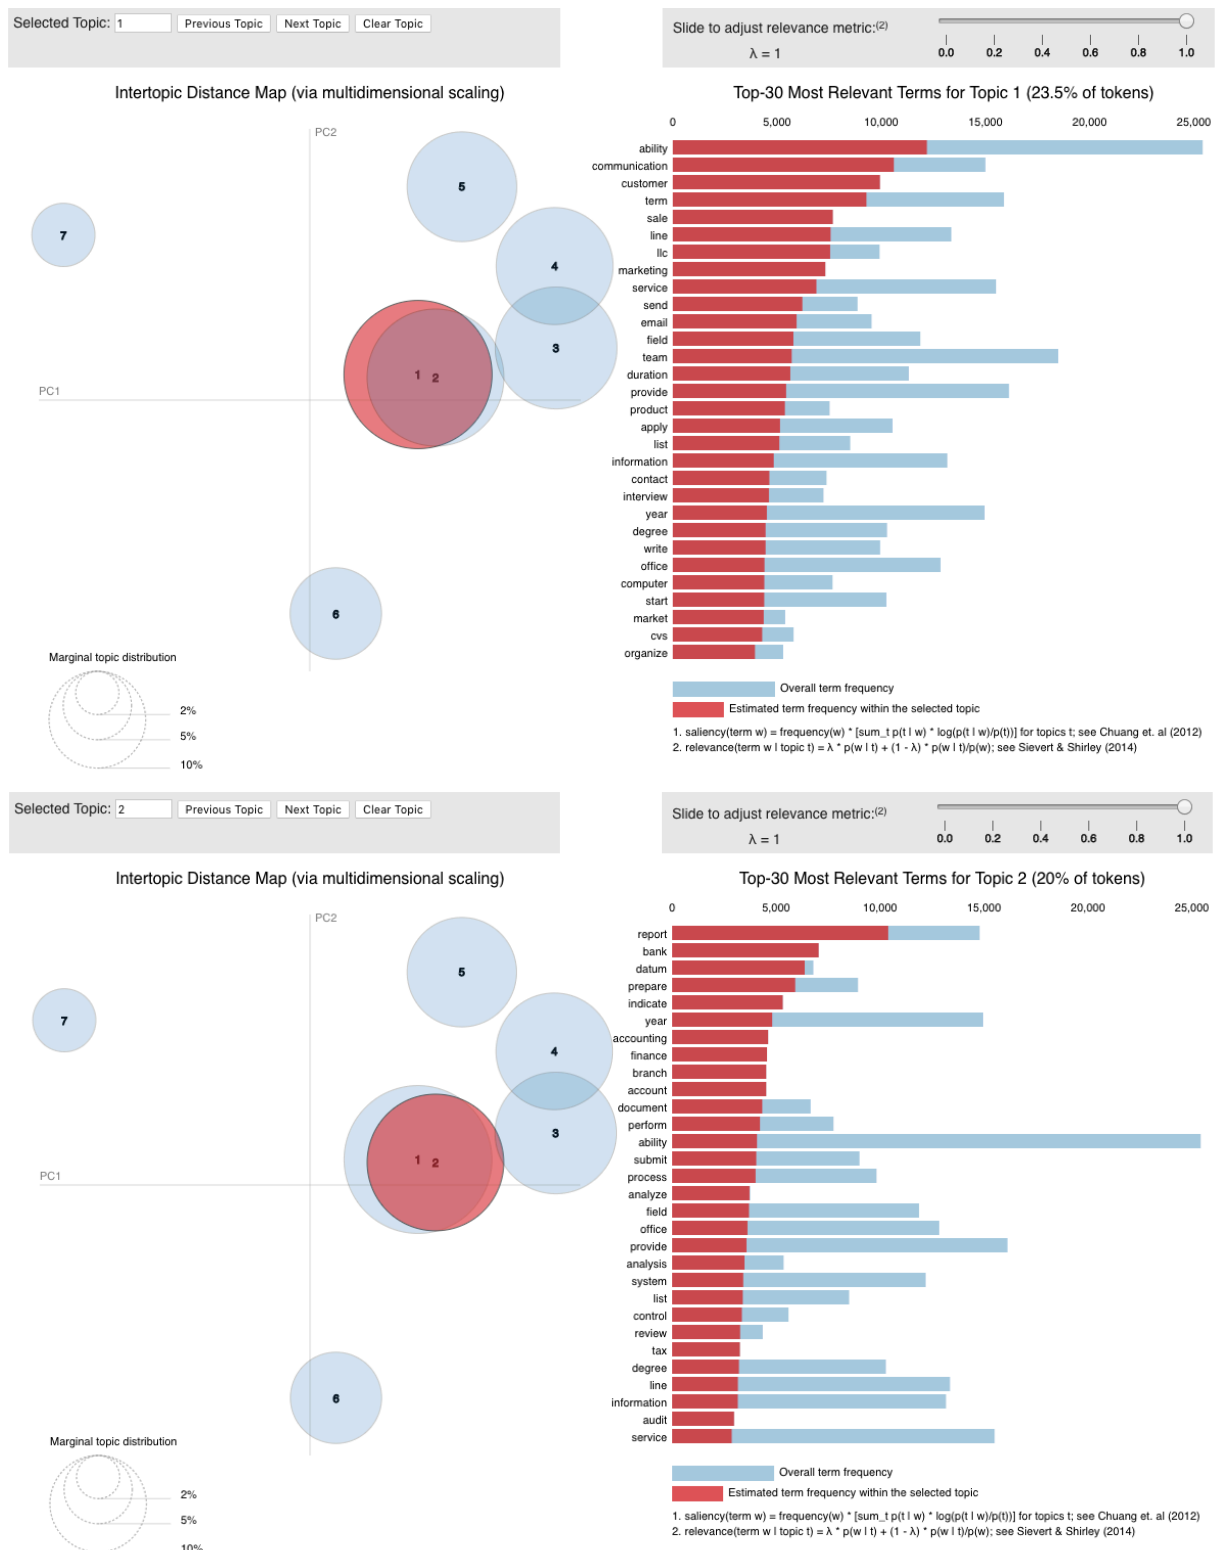 Selected Topic: 1 Previous Topic Next Topic Clear Topic
Slide to adjust relevance metric:(2)
λ = 1
0.0 0.2 0.4 0.6 0.8 1.0
Intertopic Distance Map (via multidimensional scaling)
PC2
PC1
5
7
4
3
1 2
6
Marginal topic distribution
2%
5%
10%
Top-30 Most Relevant Terms for Topic 1 (23.5% of tokens)
0 5,000 10,000 15,000 20,000 25,000
ability
communication
customer
term
sale
line
llc
marketing
service
send
email
field
team
duration
provide
product
apply
list
information
contact
interview
year
degree
write
office
computer
start
market
cvs
organize
Overall term frequency
Estimated term frequency within the selected topic
1. saliency(term w) = frequency(w) * [sum_t p(t | w) * log(p(t | w)/p(t))] for topics t; see Chuang et. al (2012)
2. relevance(term w | topic t) = λ * p(w | t) + (1 - λ) * p(w | t)/p(w); see Sievert & Shirley (2014)
Selected Topic: 2 Previous Topic Next Topic Clear Topic
Slide to adjust relevance metric:(2)
λ = 1
0.0 0.2 0.4 0.6 0.8 1.0
Intertopic Distance Map (via multidimensional scaling)
PC2
PC1
5
7
4
3
1 2
6
Marginal topic distribution
2%
5%
10%
Top-30 Most Relevant Terms for Topic 2 (20% of tokens)
0 5,000 10,000 15,000 20,000 25,000
report
bank
datum
prepare
indicate
year
accounting
finance
branch
account
document
perform
ability
submit
process
analyze
field
office
provide
analysis
system
list
control
review
tax
degree
line
information
audit
service
Overall term frequency
Estimated term frequency within the selected topic
1. saliency(term w) = frequency(w) * [sum_t p(t | w) * log(p(t | w)/p(t))] for topics t; see Chuang et. al (2012)
2. relevance(term w | topic t) = λ * p(w | t) + (1 - λ) * p(w | t)/p(w); see Sievert & Shirley (2014)